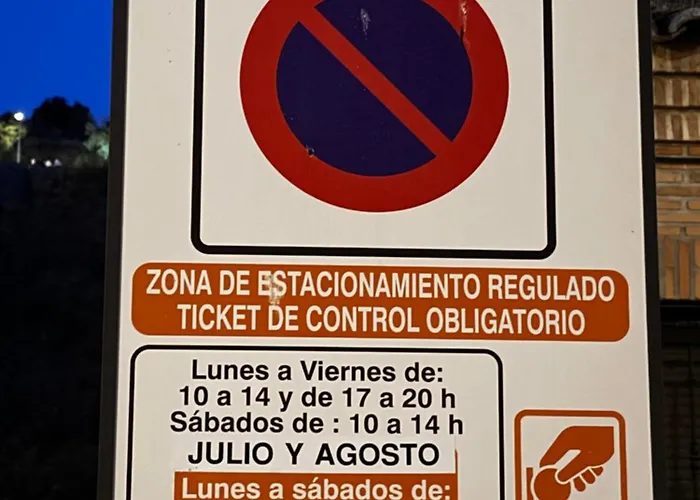 ZONA DE ESTACIONAMIENTO REGULADO
TICKET DE CONTROL OBLIGATORIO
Lunes a Viernes de:
10 a 14 y de 17 a 20 h
Sábados de : 10 a 14 h
JULIO Y AGOSTO
Lunes a sábados de: